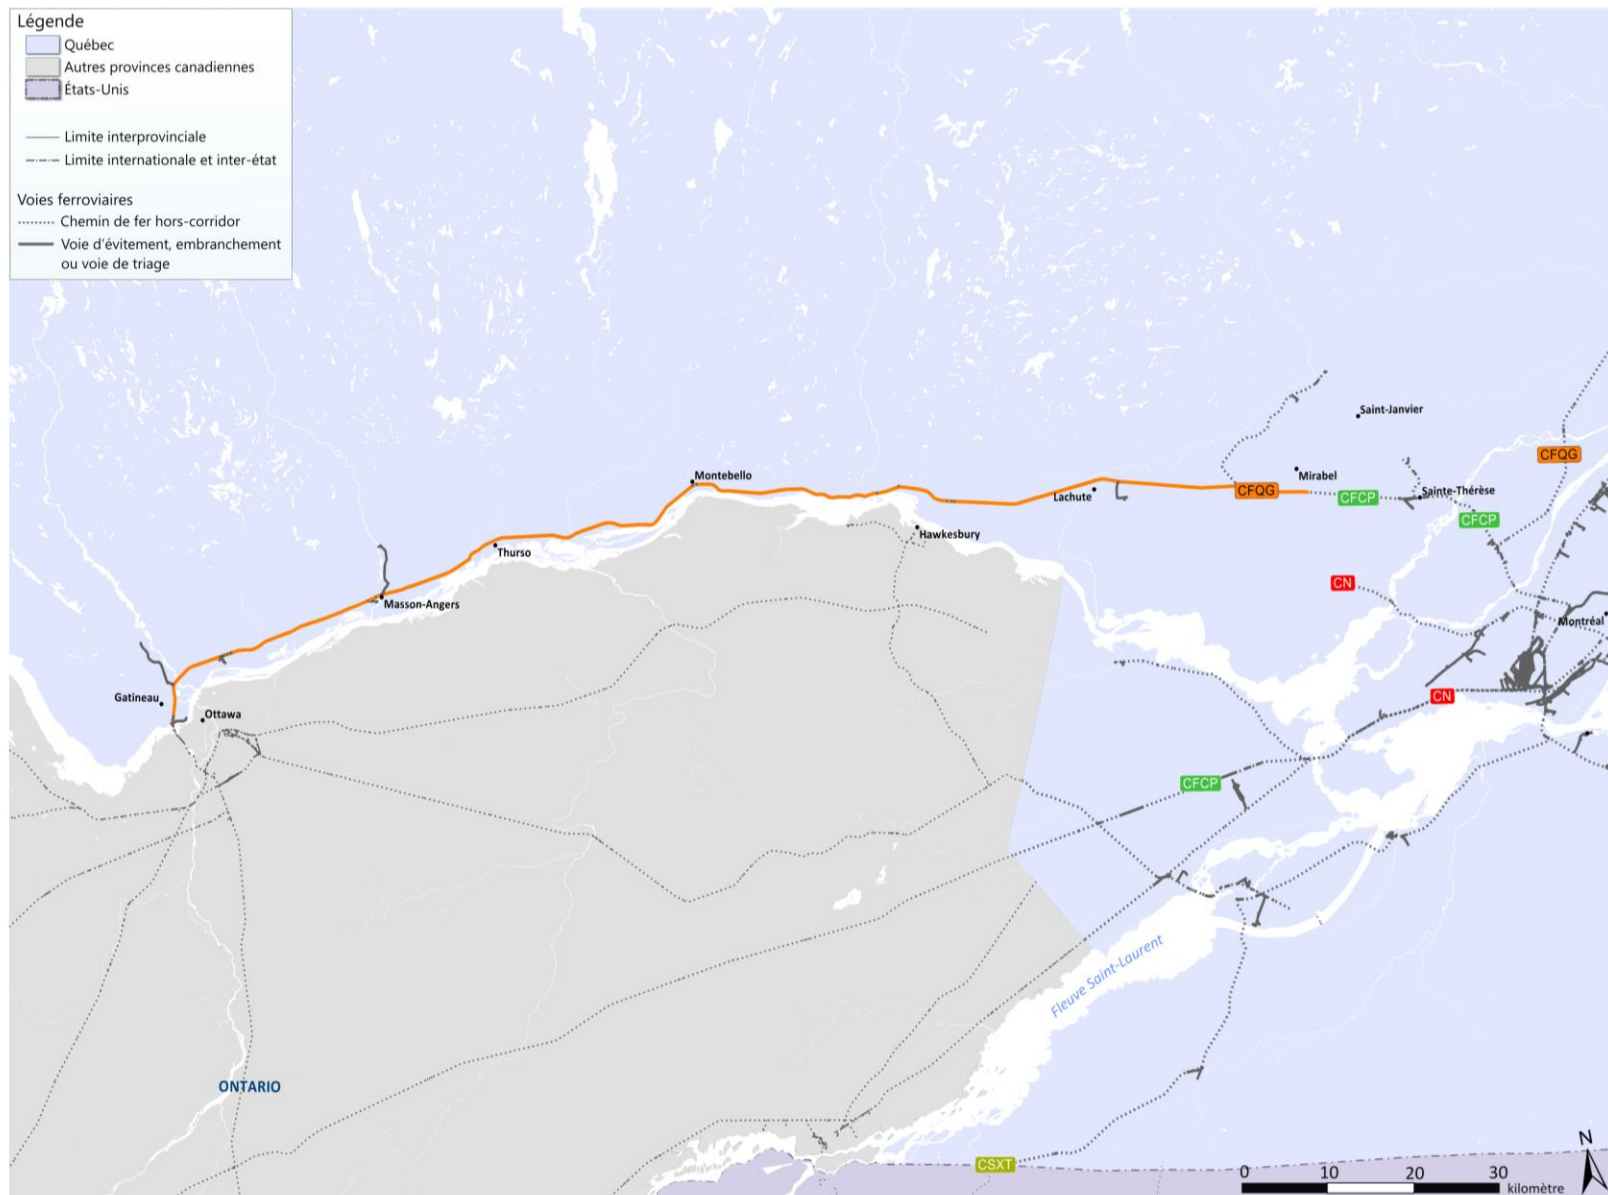 Légende
Québec
Autres provinces canadiennes
États-Unis
Limite interprovinciale
Limite internationale et inter-état
Voies ferroviaires
Chemin de fer hors-corridor
Voie d'évitement, embranchement
ou voie de triage
Saint-Janvier
CFQG
Mirabel
Montebello
CFQG
CFCP
Sainte-Thérèse
Lachute
CFCP
Hawkesbury
Thurso
CN
Masson-Angers
Montréal
Gatineau
CN
Ottawa
CFCP
Fleuve Saint-Laurent
ONTARIO
CSXT
N
0 10 20 30
kilomètre